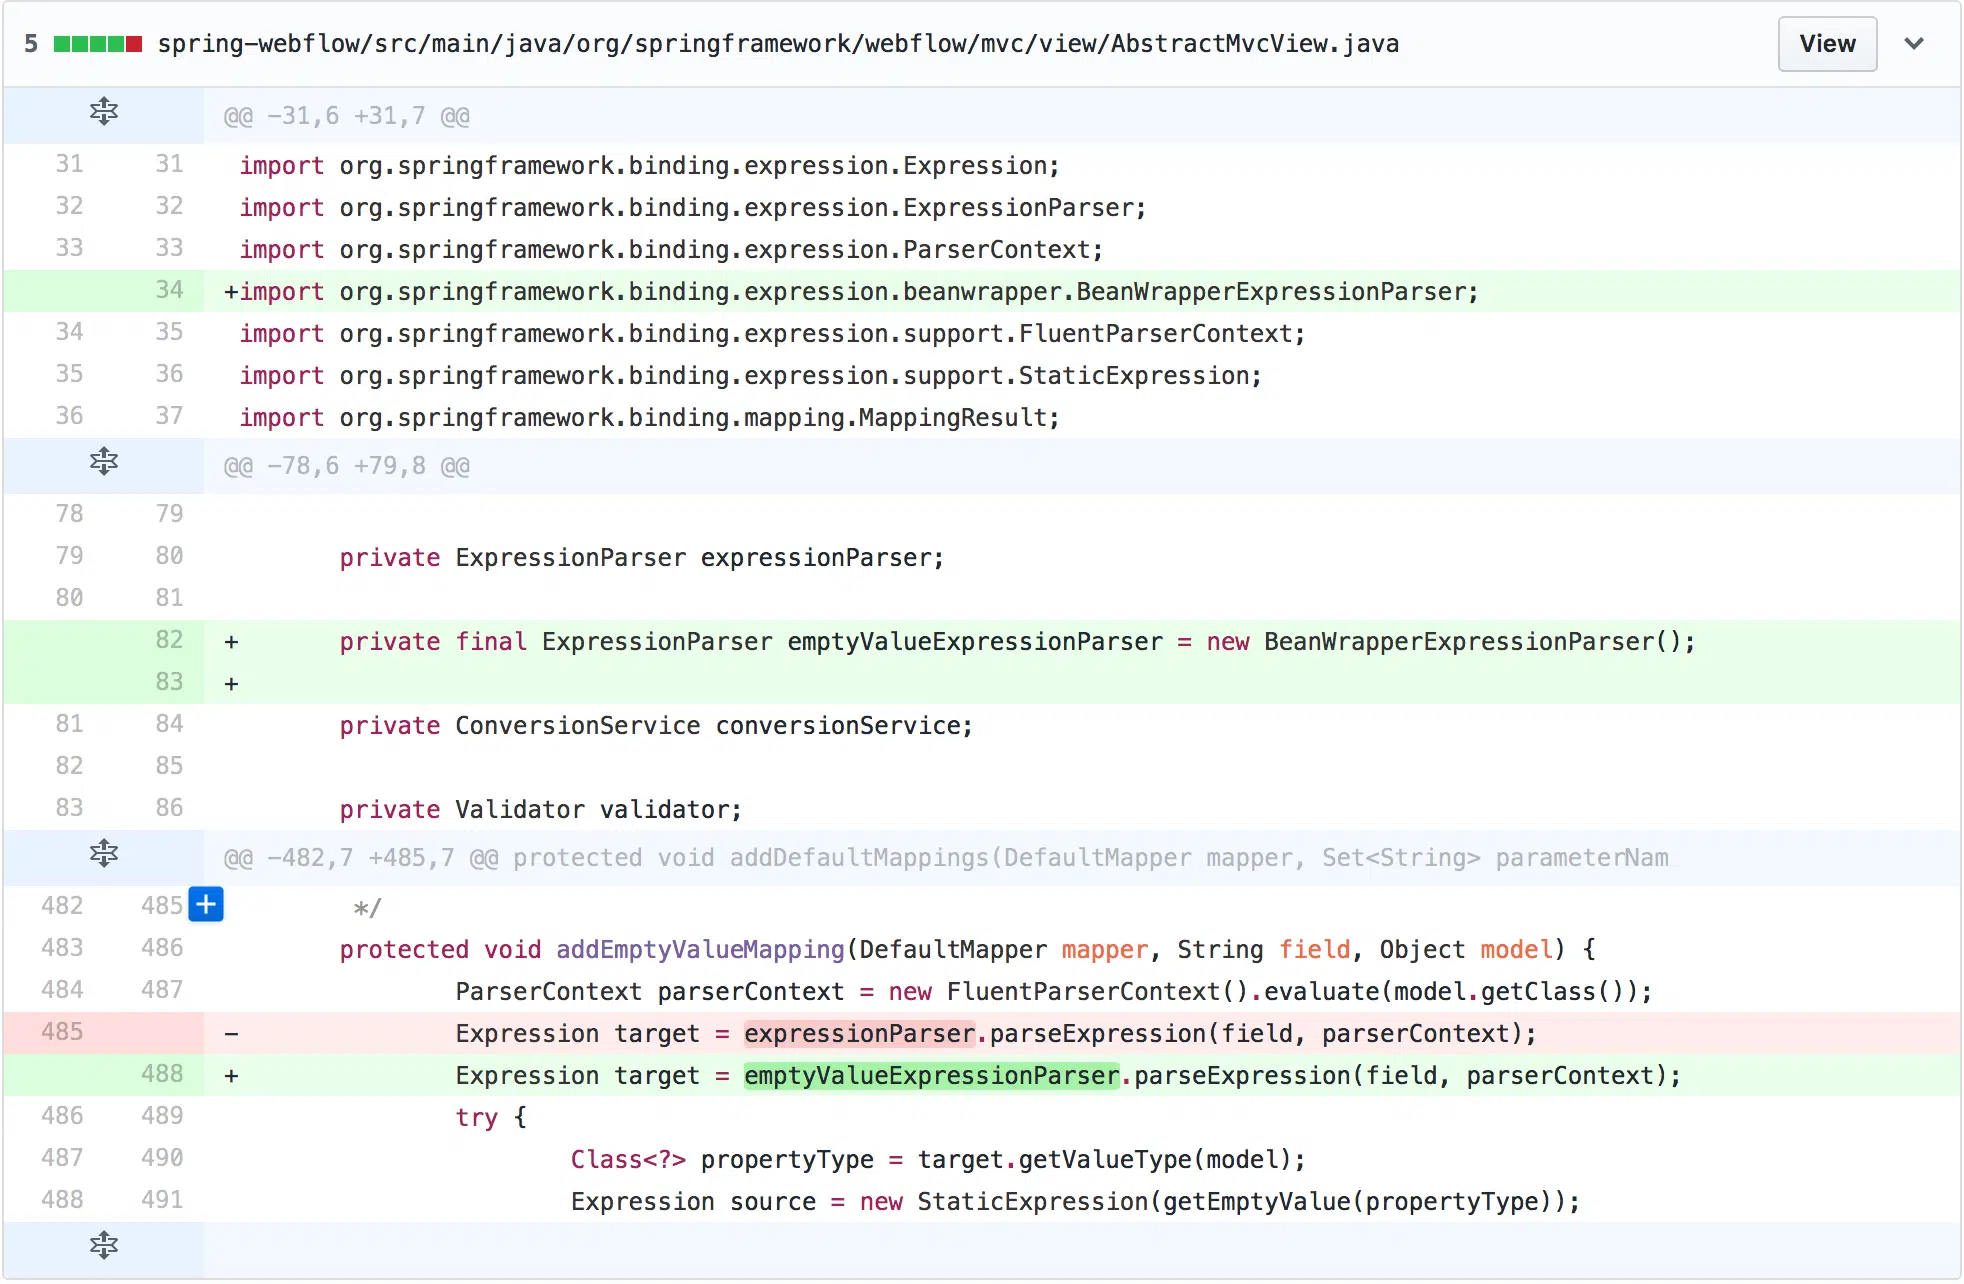 5 spring-webflow/src/main/java/org/springframework/webflow/mvc/view/AbstractMvcView.java View
@@ -31,6 +31,7 @@
31 31 import org.springframework.binding.expression.Expression;
32 32 import org.springframework.binding.expression.ExpressionParser;
33 33 import org.springframework.binding.expression.ParserContext;
34 +import org.springframework.binding.expression.beanwrapper.BeanWrapperExpressionParser;
34 35 import org.springframework.binding.expression.support.FluentParserContext;
35 36 import org.springframework.binding.expression.support.StaticExpression;
36 37 import org.springframework.binding.mapping.MappingResult;
@@ -78,6 +79,8 @@
78 79
79 80 private ExpressionParser expressionParser;
80 81
82 + private final ExpressionParser emptyValueExpressionParser = new BeanWrapperExpressionParser();
83 +
81 84 private ConversionService conversionService;
82 85
83 86 private Validator validator;
@@ -482,7 +485,7 @@ protected void addDefaultMappings(DefaultMapper mapper, Set<String> parameterNam
482 485 + */
483 486 protected void addEmptyValueMapping(DefaultMapper mapper, String field, Object model) {
484 487 ParserContext parserContext = new FluentParserContext().evaluate(model.getClass());
485 - Expression target = expressionParser.parseExpression(field, parserContext);
488 + Expression target = emptyValueExpressionParser.parseExpression(field, parserContext);
486 489 try {
487 490 Class<?> propertyType = target.getValueType(model);
488 491 Expression source = new StaticExpression(getEmptyValue(propertyType));